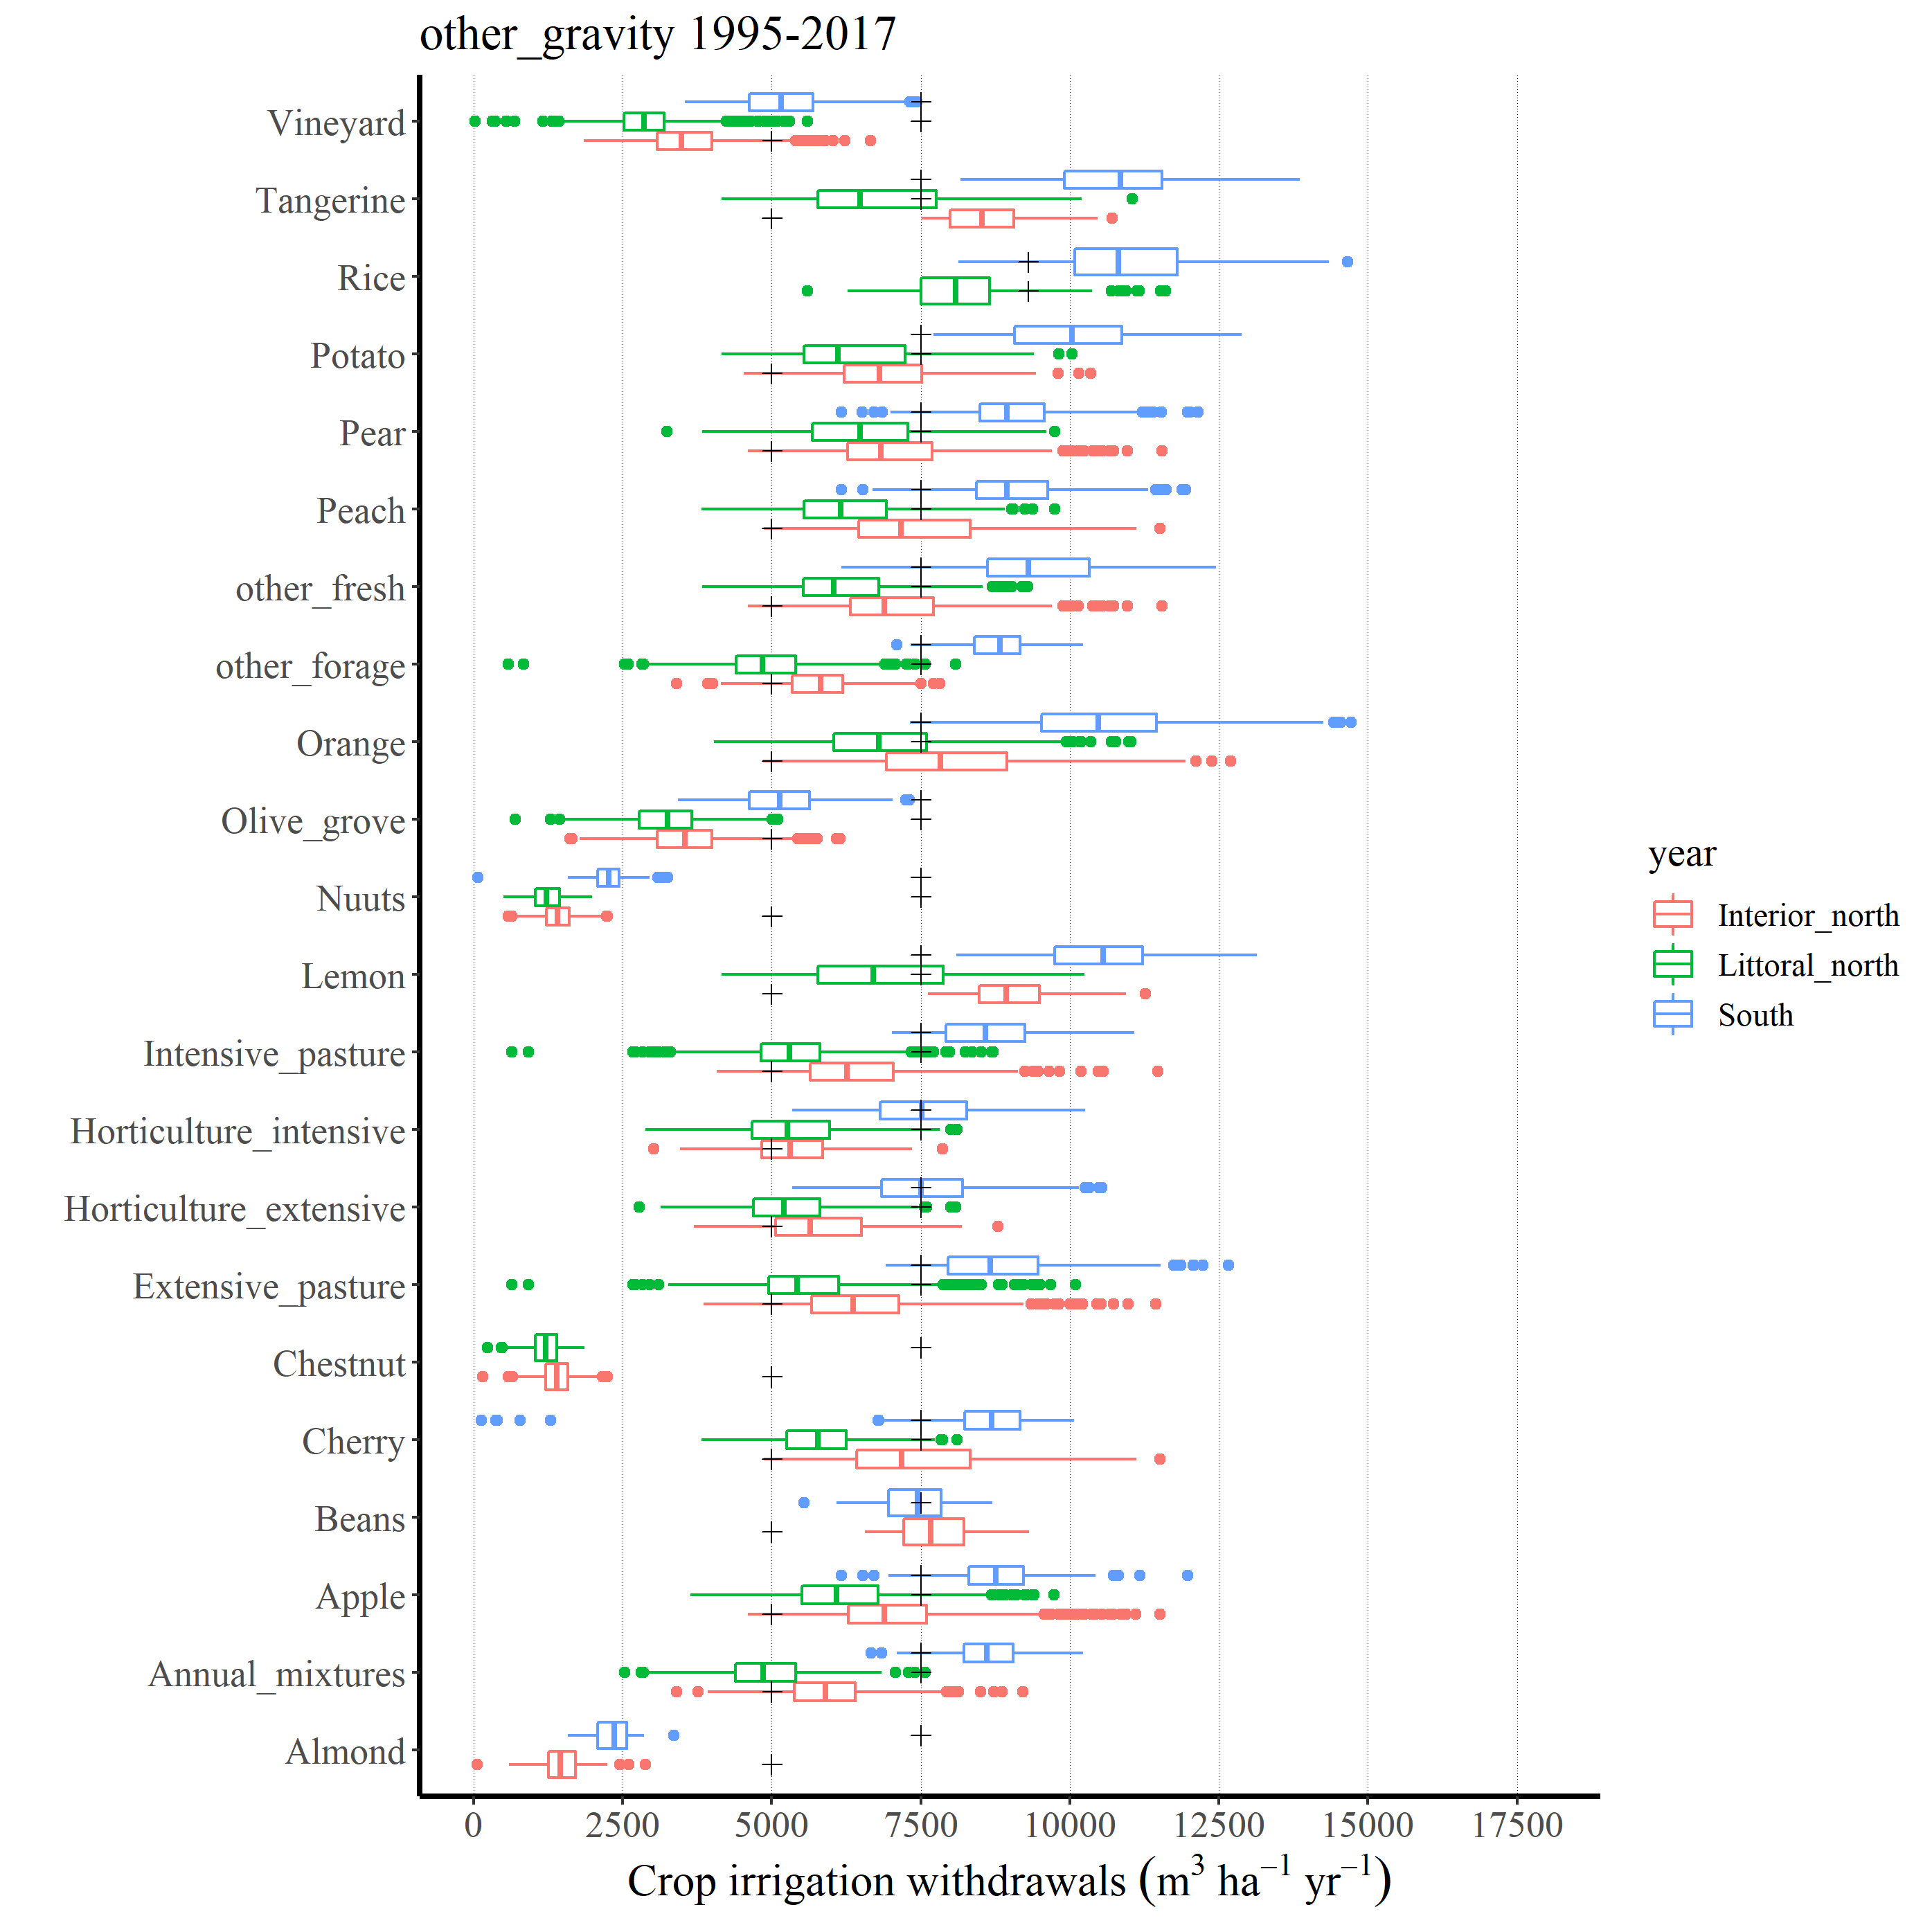 other_gravity 1995-2017
Vineyard
Tangerine
Rice
Potato
Pear
Peach
other_fresh
other_forage
Orange
Olive_grove
Nuuts
Lemon
Intensive_pasture
Horticulture_intensive
Horticulture_extensive
Extensive_pasture
Chestnut
Cherry
Beans
Apple
Annual_mixtures
Almond
0 2500 5000 7500 10000 12500 15000 17500
Crop irrigation withdrawals (m³ ha⁻¹ yr⁻¹)
year
Interior_north
Littoral_north
South